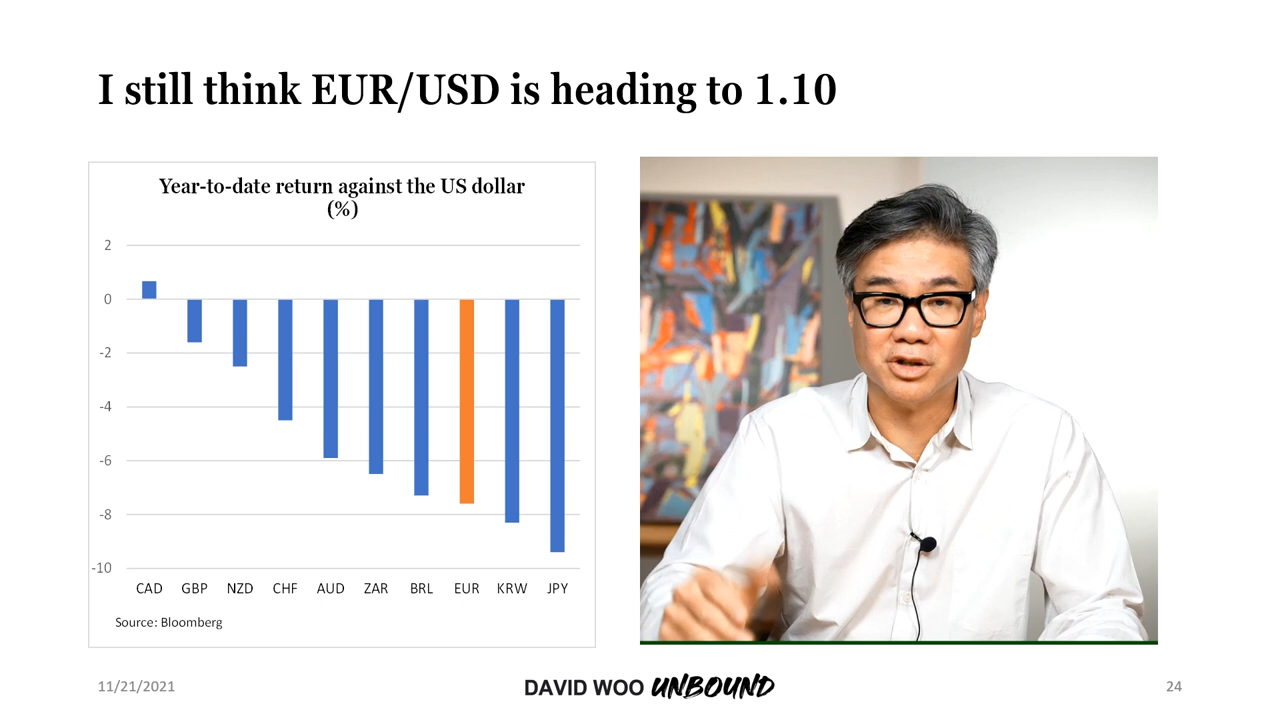 I still think EUR/USD is heading to 1.10
Year-to-date return against the US dollar
(%)
2
0
-2
-4
-6
-8
-10
CAD GBP NZD CHF AUD ZAR BRL EUR KRW JPY
Source: Bloomberg
11/21/2021
DAVID WOO UNBOUND
24